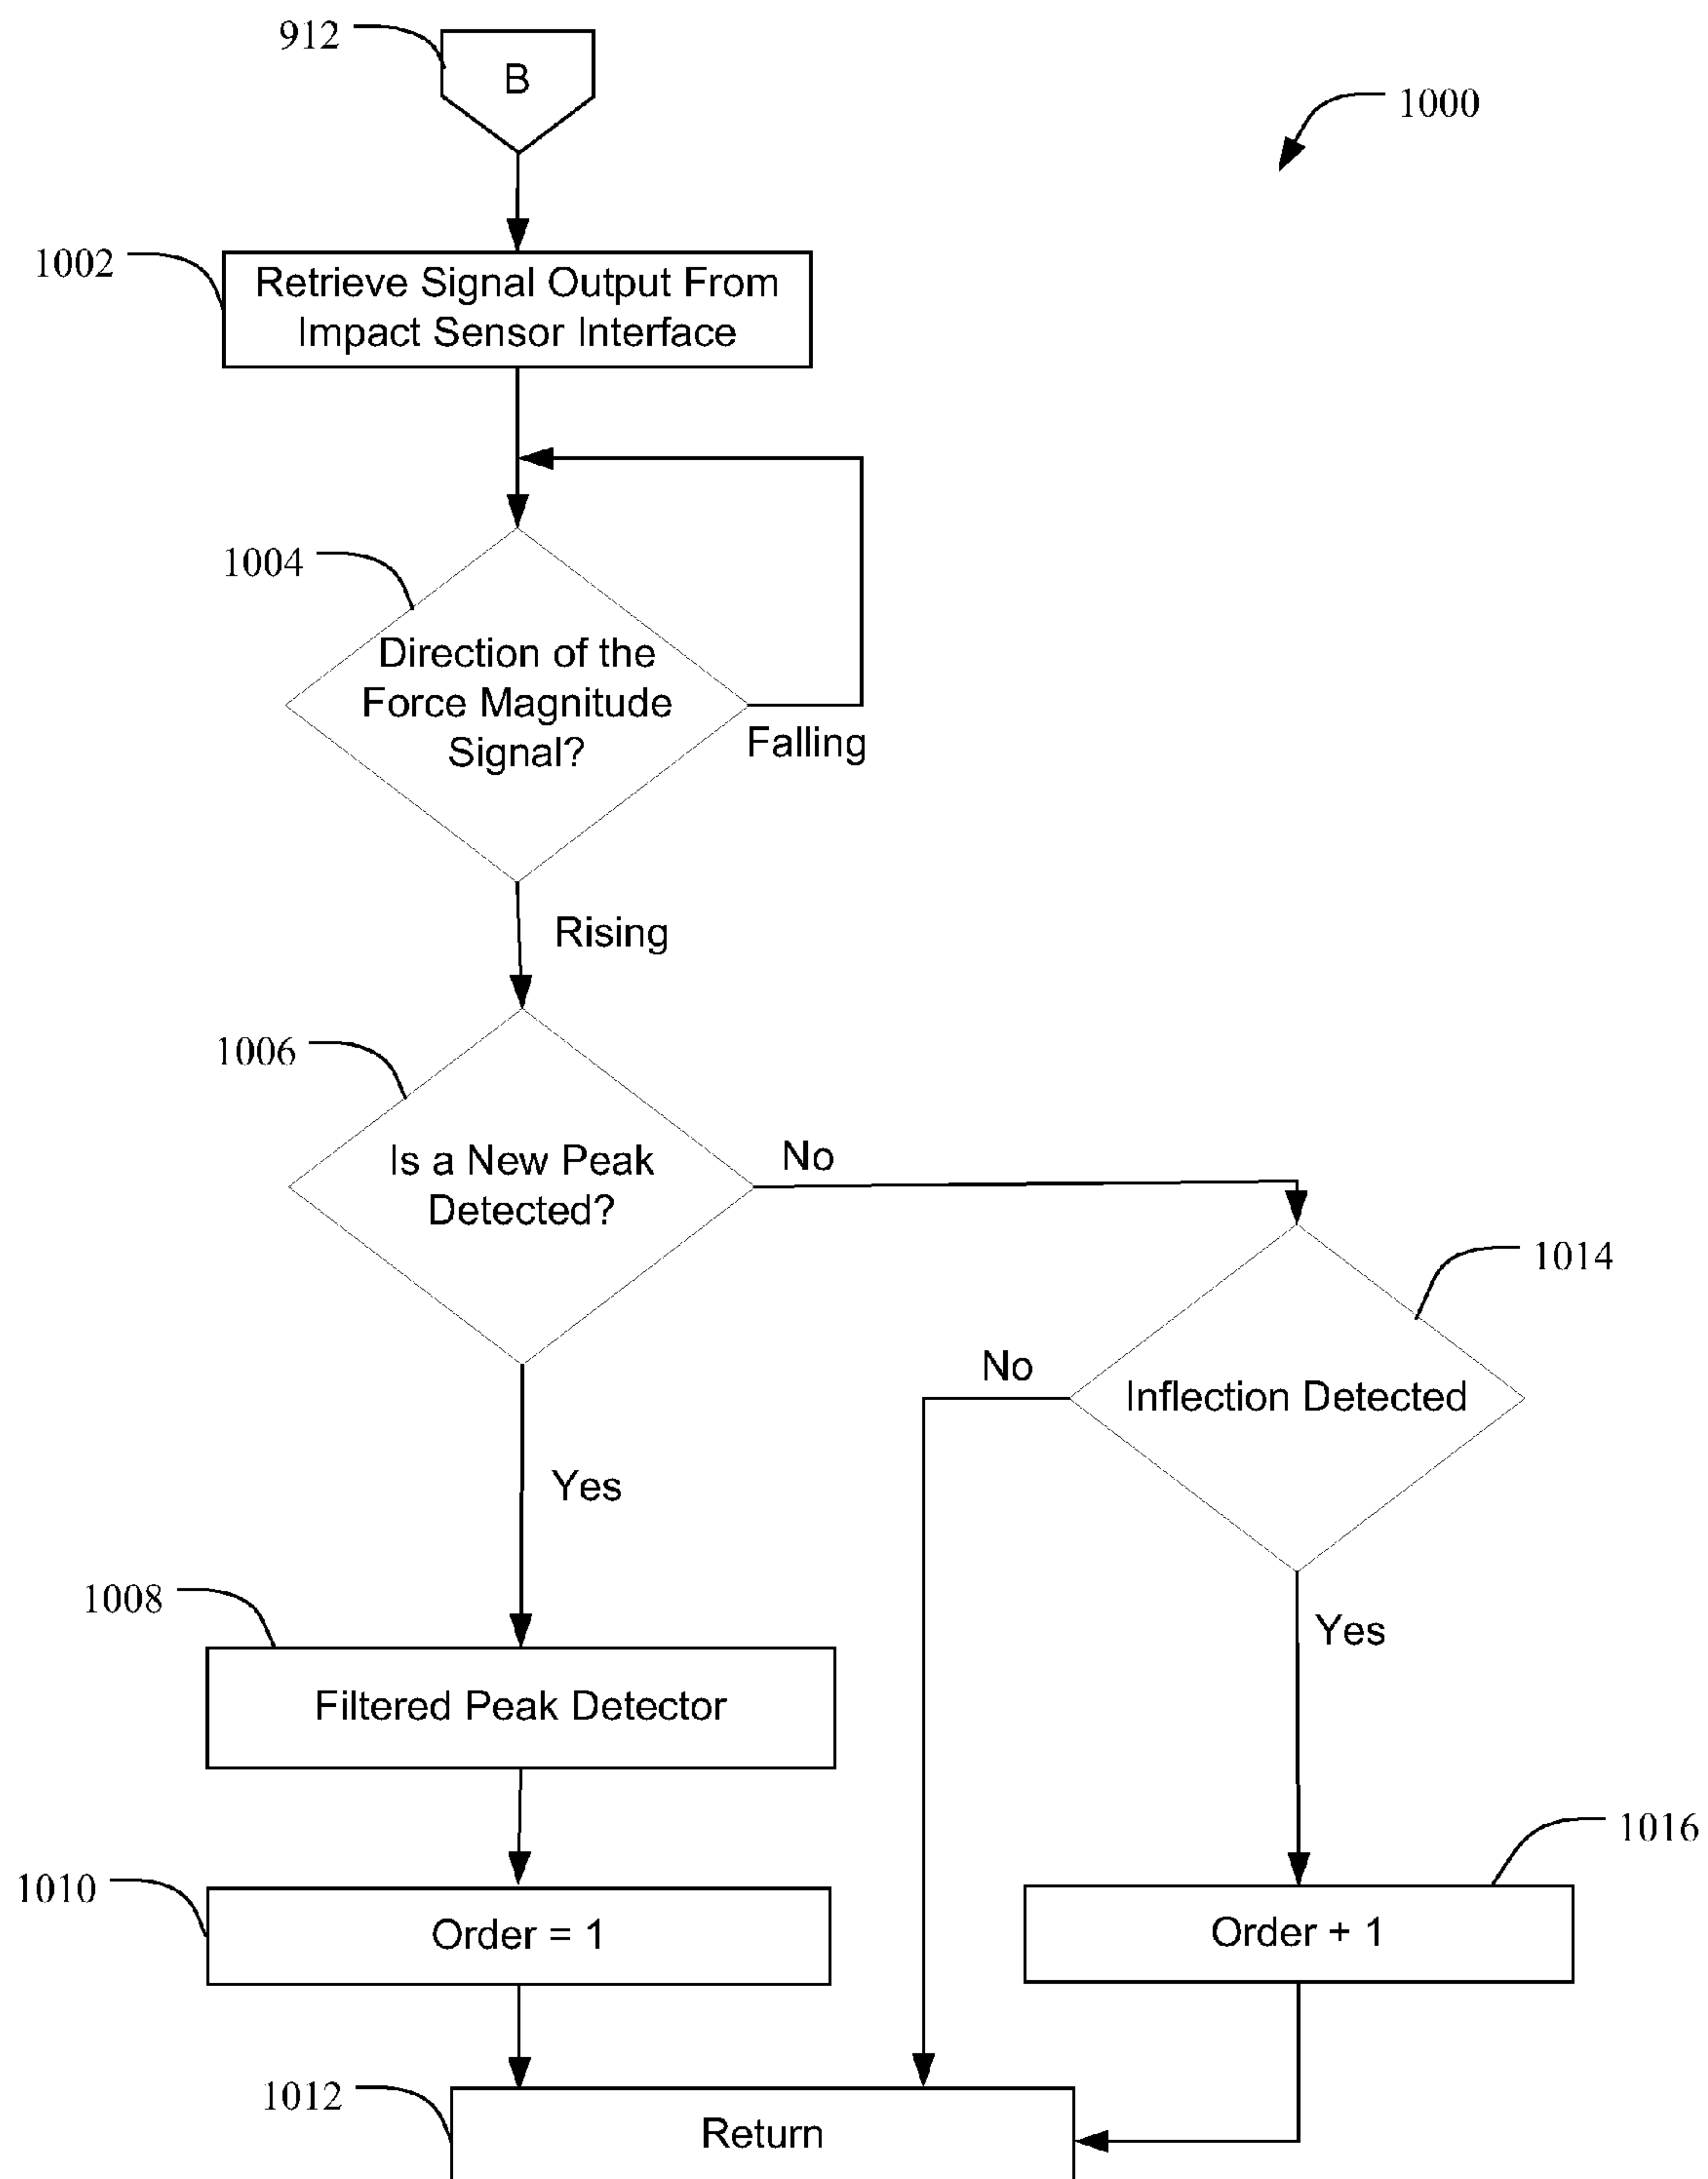 912
B
1000
1002
Retrieve Signal Output From
Impact Sensor Interface
1004
Direction of the
Force Magnitude
Signal?
Falling
Rising
1006
Is a New Peak
Detected?
No
1014
No
Inflection Detected
Yes
Yes
1008
Filtered Peak Detector
1016
1010
Order = 1
Order + 1
1012
Return